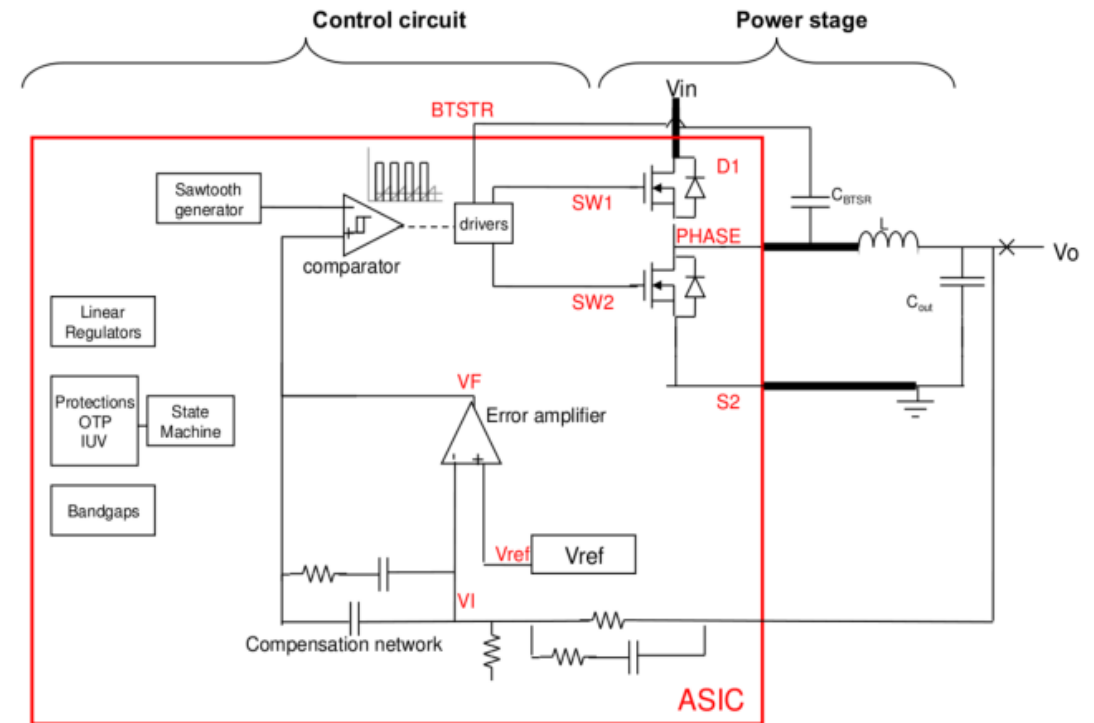 Control circuit
Power stage
Vin
BTSTR
D1
Sawtooth
generator
SW1
drivers
CBTSR
PHASE
L
comparator
Vo
SW2
Cout
Linear
Regulators
VF
Error amplifier
S2
Protections
OTP
IUV
State
Machine
Bandgaps
Vref
Vref
VI
Compensation network
ASIC